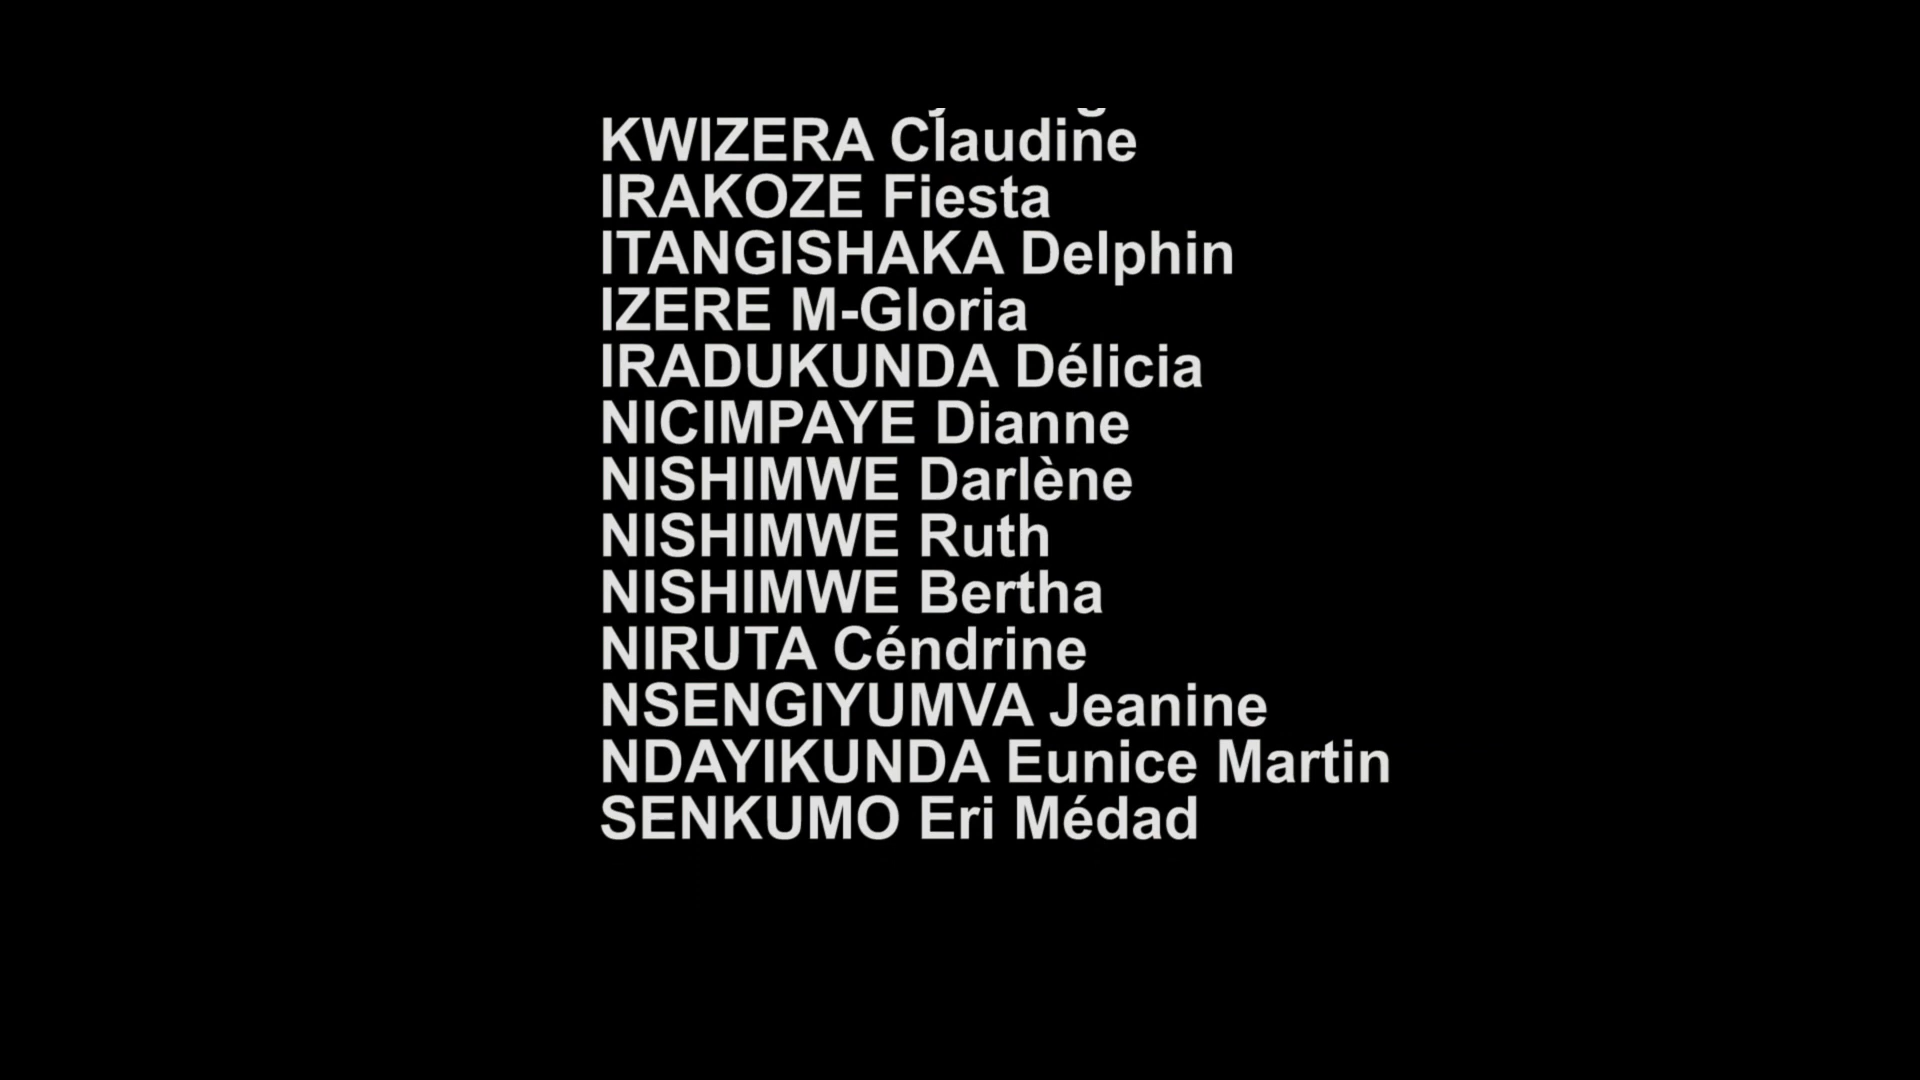 KWIZERA Claudine
IRAKOZE Fiesta
ITANGISHAKA Delphin
IZERE M-Gloria
IRADUKUNDA Délicia
NICIMPAYE Dianne
NISHIMWE Darlène
NISHIMWE Ruth
NISHIMWE Bertha
NIRUTA Céndrine
NSENGIYUMVA Jeanine
NDAYIKUNDA Eunice Martin
SENKUMO Eri Médad